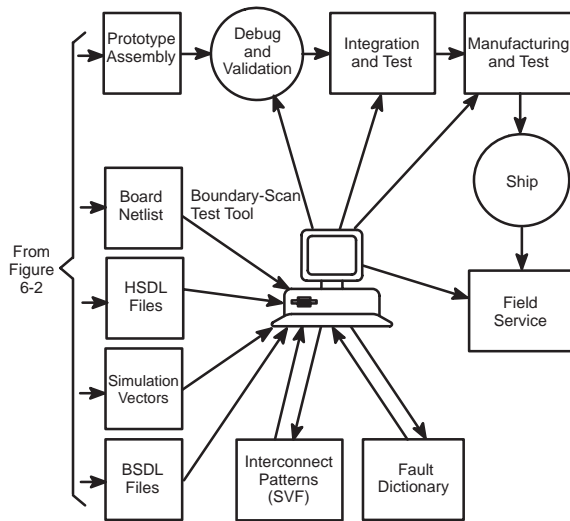 Prototype
Assembly
Debug
and
Validation
Integration
and Test
Manufacturing
and Test
Ship
Board
Netlist
Boundary-Scan
Test Tool
From
Figure
6-2
HSDL
Files
Field
Service
Simulation
Vectors
BSDL
Files
Interconnect
Patterns
(SVF)
Fault
Dictionary